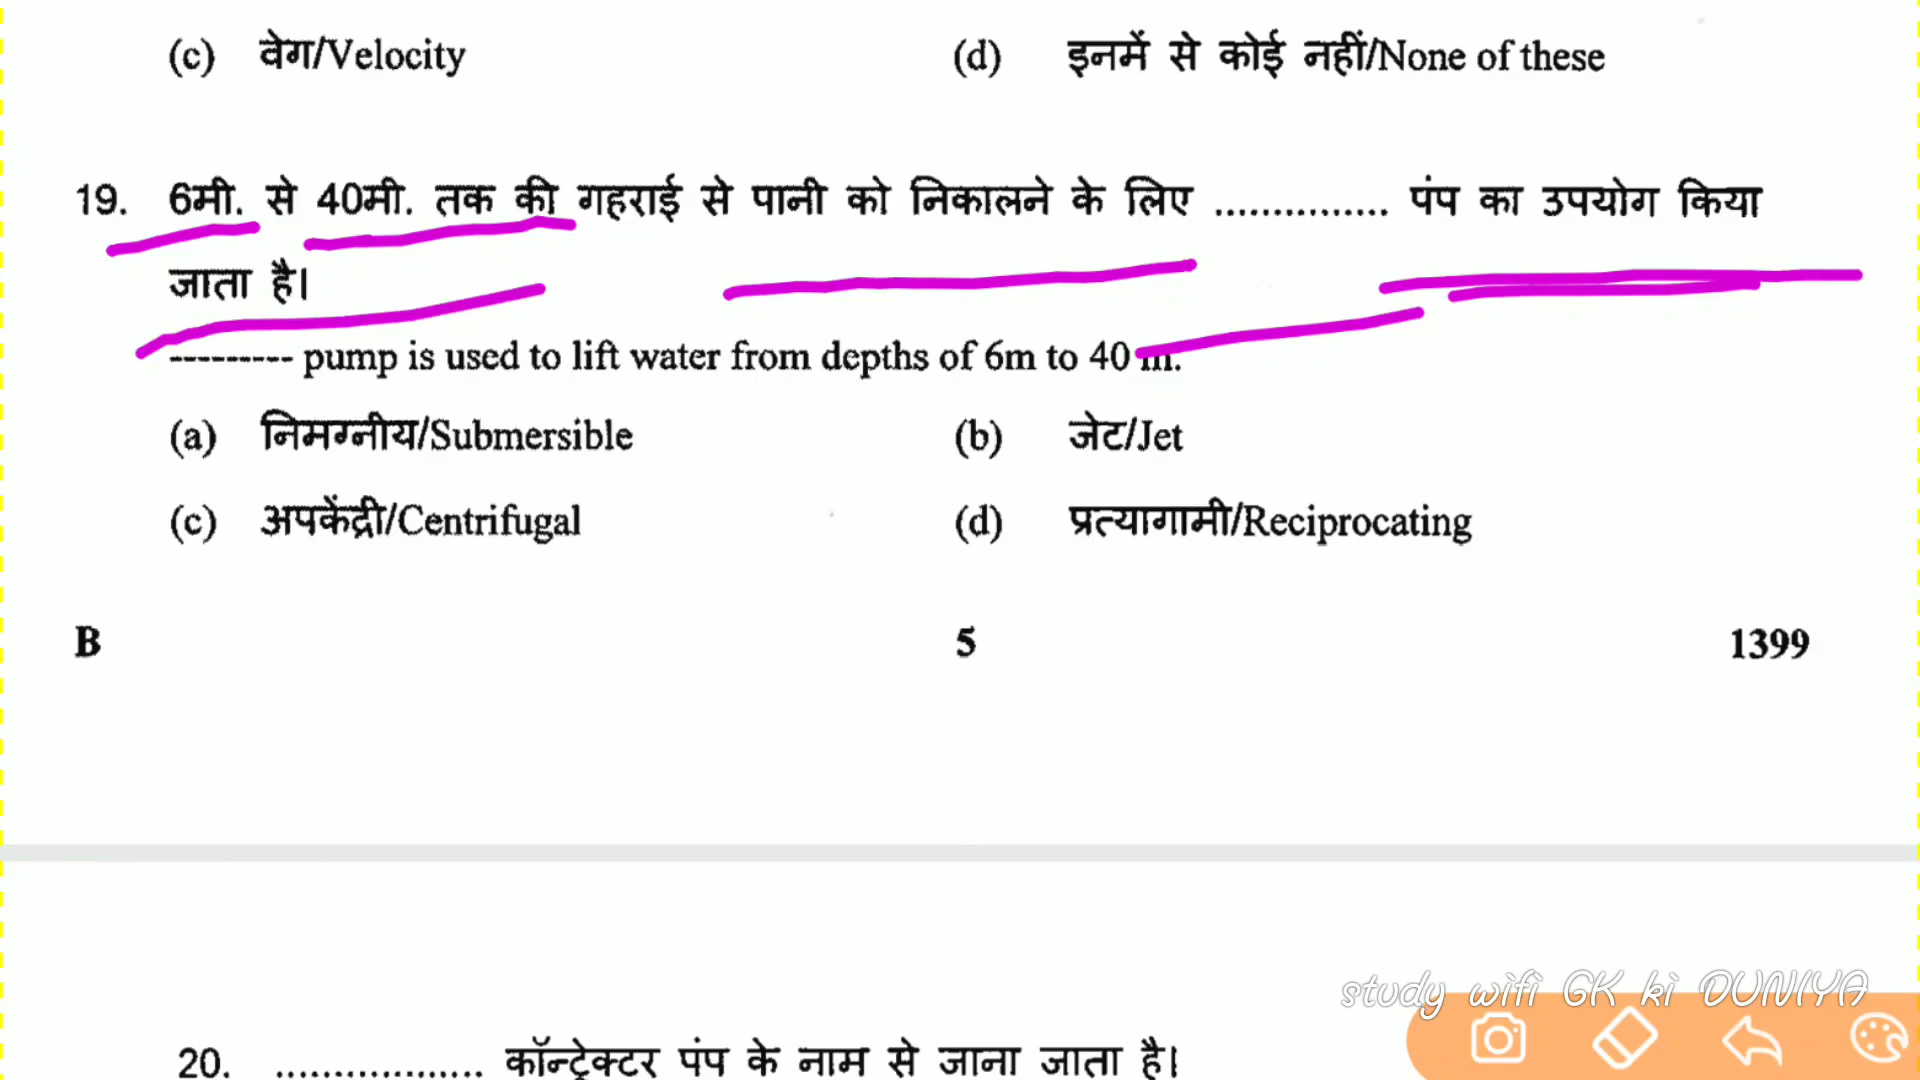 (c) वेग/Velocity (d) इनमें से कोई नहीं/None of these
19. 6मी. से 40मी. तक की गहराई से पानी को निकालने के लिए ............... पंप का उपयोग किया
जाता है।
--------- pump is used to lift water from depths of 6m to 40 m.
(a) निमग्नीय/Submersible (b) जेट/Jet
(c) अपकेंद्री/Centrifugal (d) प्रत्यागामी/Reciprocating
B 5 1399
study wifi GK ki DUNIYA
20. .................. कॉन्ट्रेक्टर पंप के नाम से जाना जाता है।